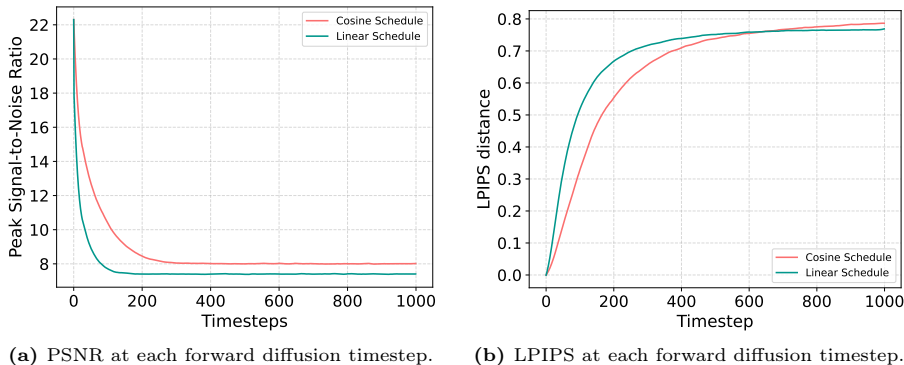 Peak Signal-to-Noise Ratio
22
20
18
16
14
12
10
8
Cosine Schedule
Linear Schedule
0 200 400 600 800 1000
Timesteps
(a) PSNR at each forward diffusion timestep.
LPIPS distance
0.8
0.7
0.6
0.5
0.4
0.3
0.2
0.1
0.0
Cosine Schedule
Linear Schedule
0 200 400 600 800 1000
Timestep
(b) LPIPS at each forward diffusion timestep.